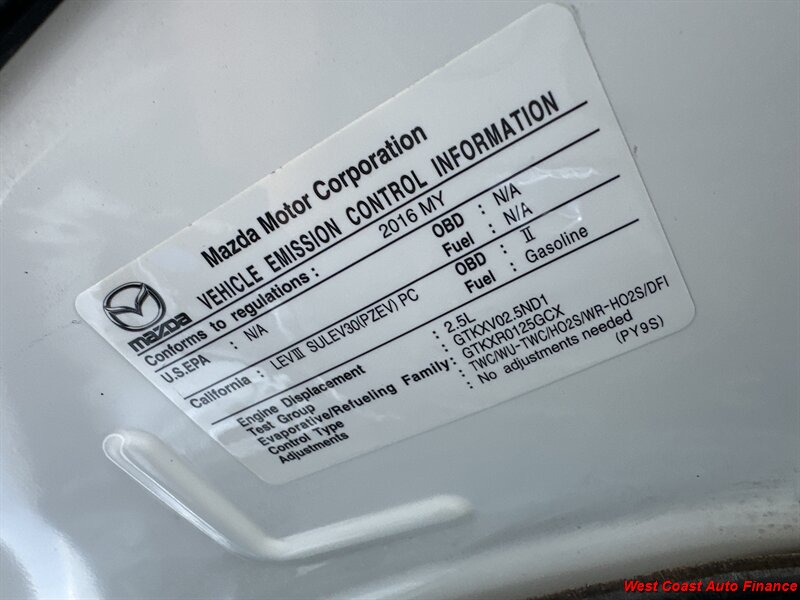 mazda
Mazda Motor Corporation
VEHICLE EMISSION CONTROL INFORMATION
Conforms to regulations : 2016 MY
U.S.EPA : N/A OBD : N/A
Fuel : N/A
California : LEVIII SULEV30(PZEV) PC OBD : II
Fuel : Gasoline
Engine Displacement : 2.5L
Test Group : GTKXV02.5ND1
Evaporative/Refueling Family: GTKXR0125GCX
Control Type : TWC/WU-TWC/HO2S/WR-HO2S/DFI
Adjustments : No adjustments needed
(PY9S)
West Coast Auto Finance